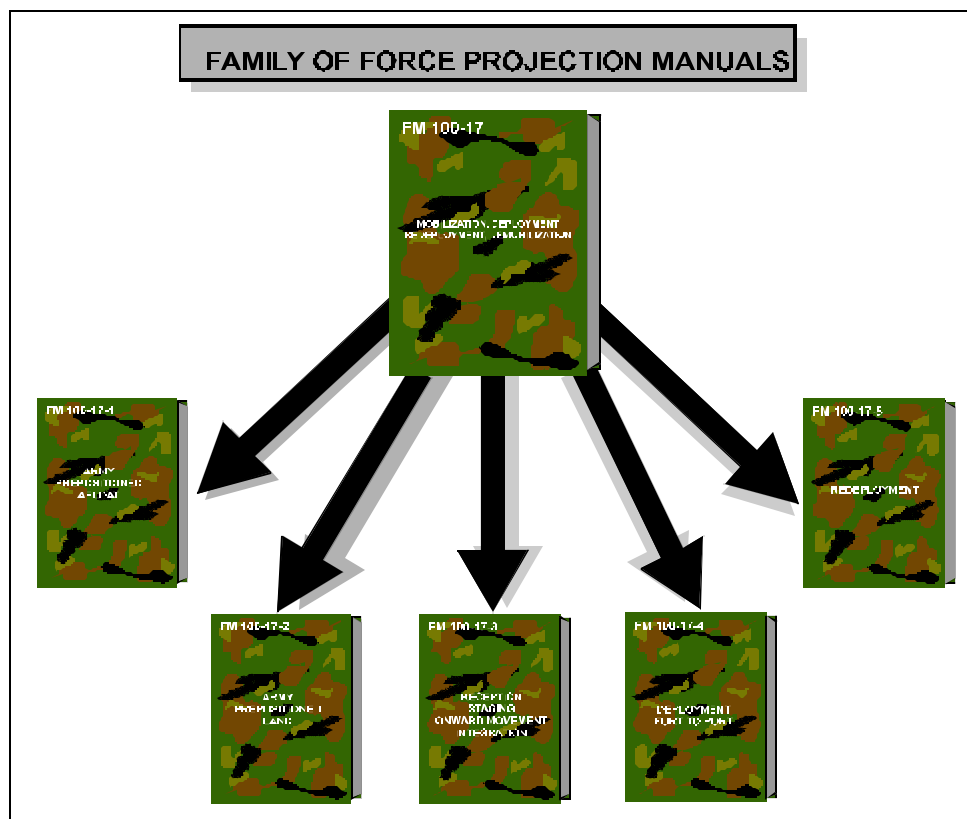 FAMILY OF FORCE PROJECTION MANUALS
FM 100-17
MOBILIZATION, DEPLOYMENT
REDEPLOYMENT, DEMOBILIZATION
FM 100-17-1
ARMY
PREPOSITIONED
AFLOAT
FM 100-17-5
REDEPLOYMENT
FM 100-17-2
ARMY
PREPOSITIONED
LAND
FM 100-17-3
RECEPTION
STAGING
ONWARD MOVEMENT
INTEGRATION
FM 100-17-4
DEPLOYMENT
FORT TO PORT